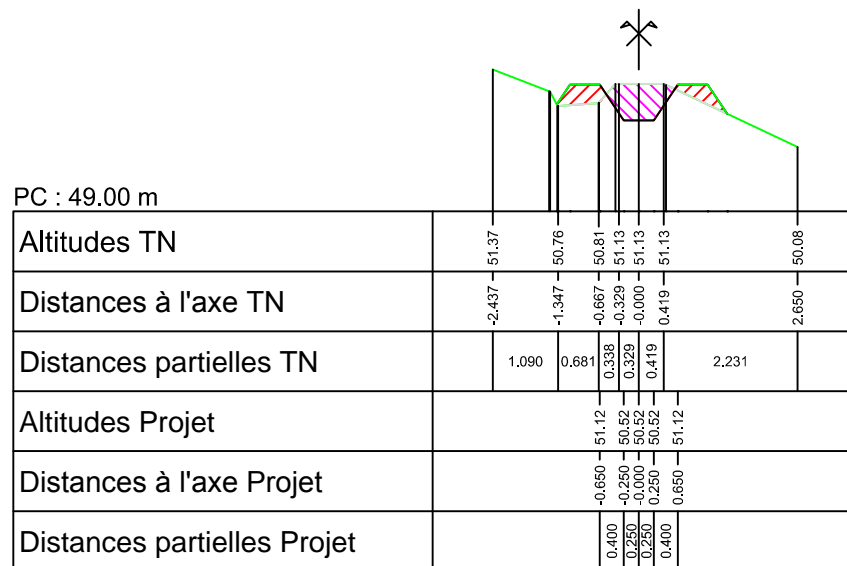 PC : 49.00 m
Altitudes TN 51.37 50.76 50.81 51.13 51.13 51.13 50.08
Distances à l'axe TN -2.437 -1.347 -0.667 -0.329 -0.000 0.419 2.650
Distances partielles TN 1.090 0.681 0.338 0.329 0.419 2.231
Altitudes Projet 51.12 50.52 50.52 50.52 51.12
Distances à l'axe Projet -0.650 -0.250 -0.000 0.250 0.650
Distances partielles Projet 0.400 0.250 0.250 0.400